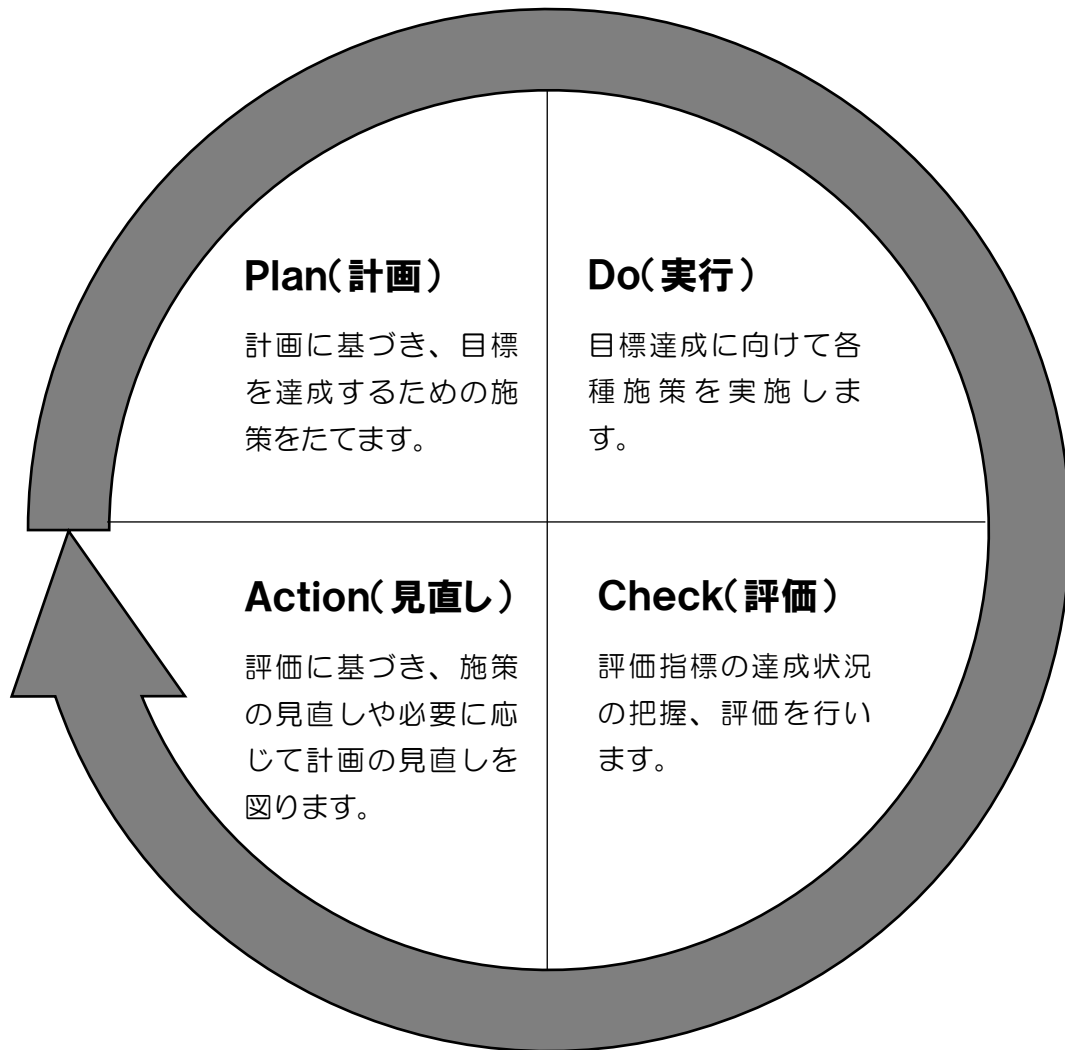 Plan(計画)
計画に基づき、目標
を達成するための施
策をたてます。
Do(実行)
目標達成に向けて各
種施策を実施しま
す。
Action(見直し)
評価に基づき、施策
の見直しや必要に応
じて計画の見直しを
図ります。
Check(評価)
評価指標の達成状況
の把握、評価を行い
ます。